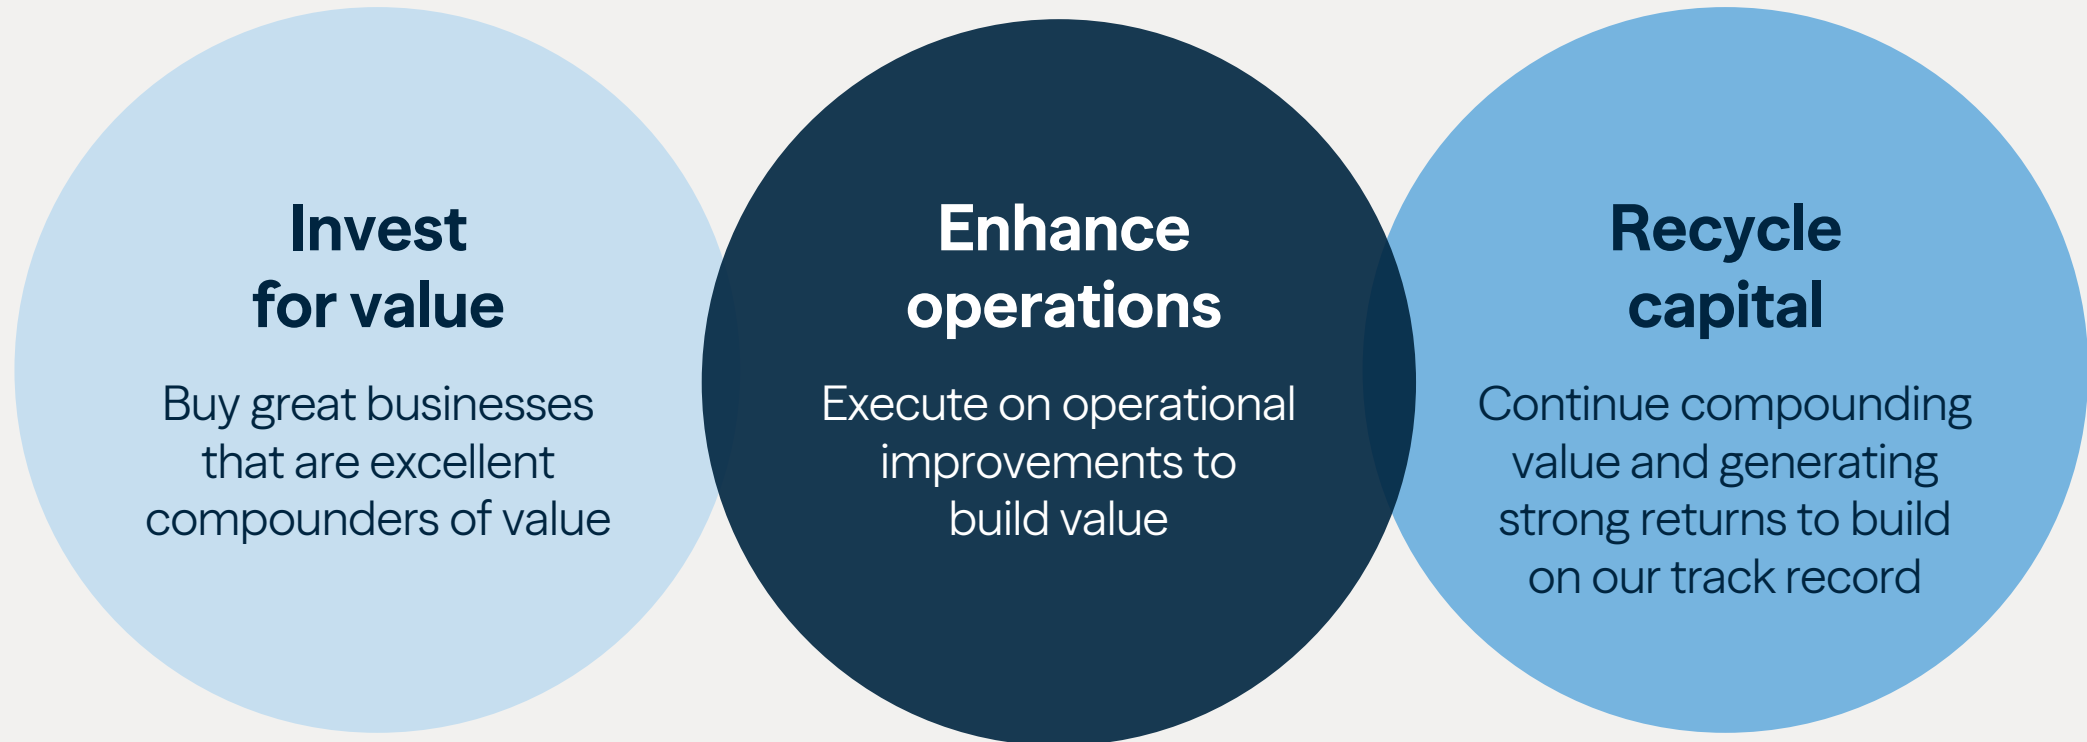 Invest
for value
Buy great businesses
that are excellent
compounders of value
Enhance
operations
Execute on operational
improvements to
build value
Recycle
capital
Continue compounding
value and generating
strong returns to build
on our track record